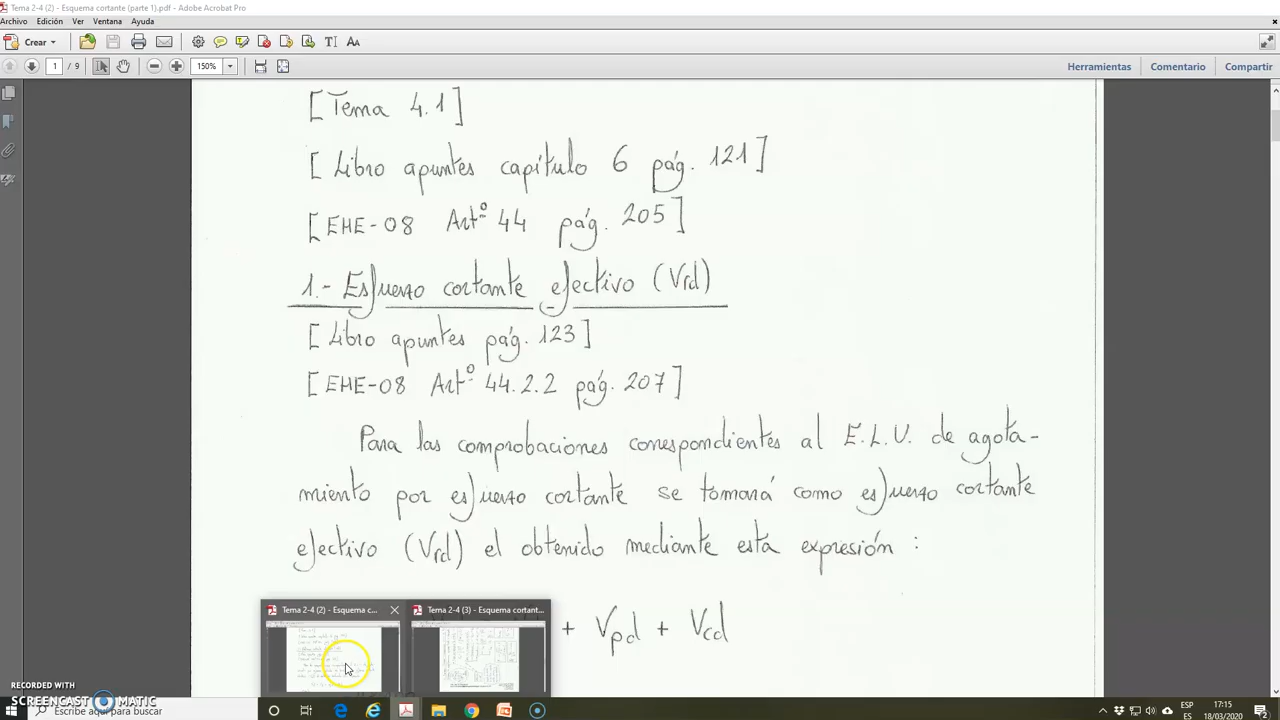 Tema 2-4 (2) - Esquema cortante (parte 1).pdf - Adobe Acrobat Pro
Archivo Edición Ver Ventana Ayuda
Crear
1 / 9 150% Herramientas Comentario Compartir
[Tema 4.1]
[Libro apuntes capítulo 6 pág. 121]
[EHE-08 Artº 44 pág. 205]
1.- Esfuerzo cortante efectivo (Vrd)
[Libro apuntes pág. 123]
[EHE-08 Artº 44.2.2 pág. 207]
Para las comprobaciones correspondientes al E.L.U. de agota-
miento por esfuerzo cortante se tomará como esfuerzo cortante
efectivo (Vrd) el obtenido mediante esta expresión :
Tema 2-4 (2) - Esquema c... Tema 2-4 (3) - Esquema cortant...
+ Vpd + Vcd
RECORDED WITH
SCREENCAST MATIC
Escribe aquí para buscar
ESP 17:15
ES 18/03/2020
2